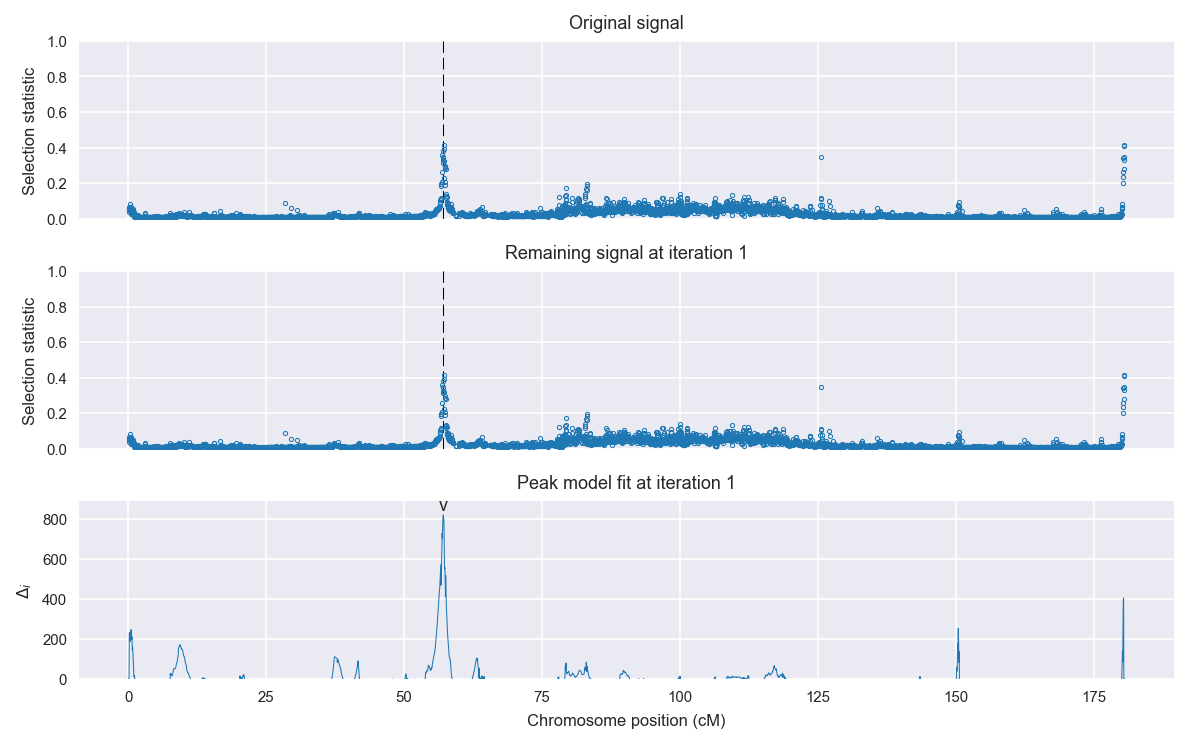 Original signal
1.0
0.8
0.6
0.4
0.2
0.0
Selection statistic
Remaining signal at iteration 1
1.0
0.8
0.6
0.4
0.2
0.0
Selection statistic
Peak model fit at iteration 1
v
800
600
400
200
0
Δi
0 25 50 75 100 125 150 175
Chromosome position (cM)